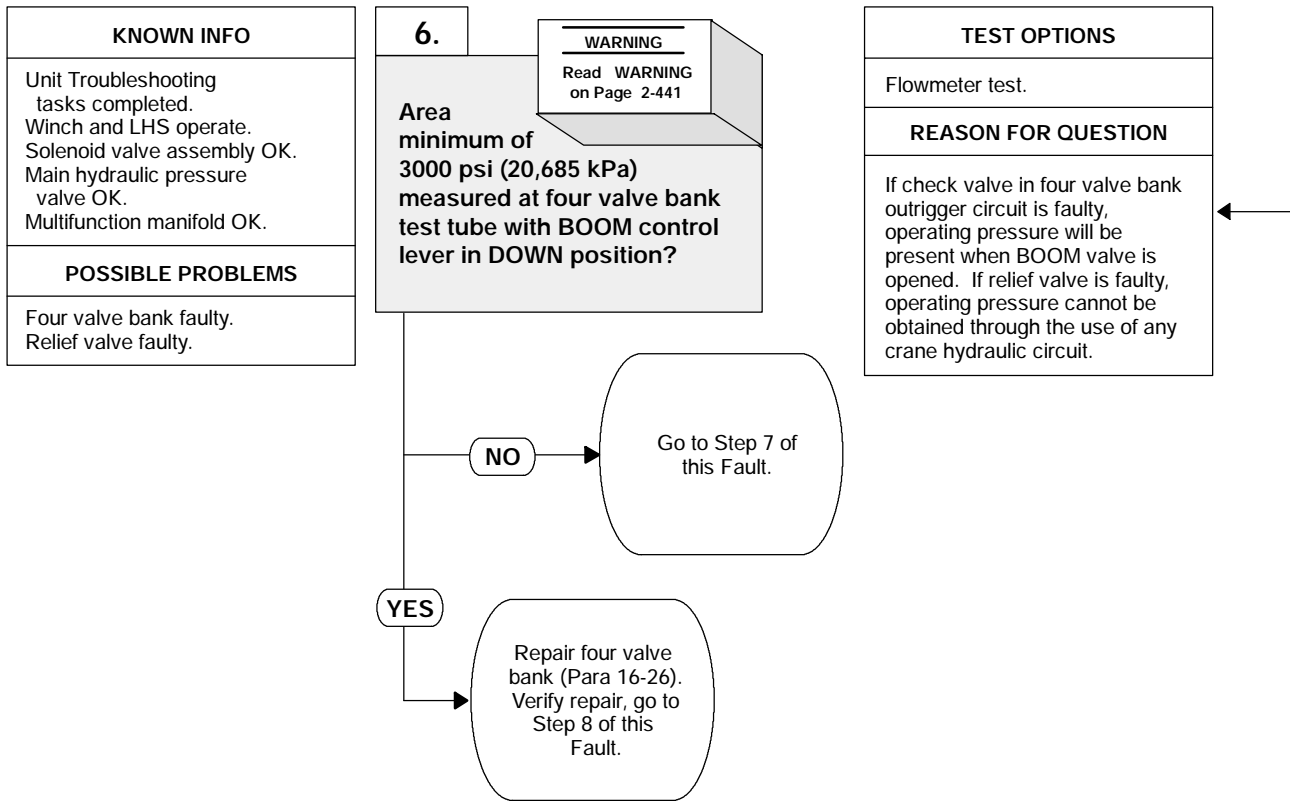 KNOWN INFO
Unit Troubleshooting
tasks completed.
Winch and LHS operate.
Solenoid valve assembly OK.
Main hydraulic pressure
valve OK.
Multifunction manifold OK.
POSSIBLE PROBLEMS
Four valve bank faulty.
Relief valve faulty.
6.
WARNING
Read WARNING
on Page 2-441
Area
minimum of
3000 psi (20,685 kPa)
measured at four valve bank
test tube with BOOM control
lever in DOWN position?
TEST OPTIONS
Flowmeter test.
REASON FOR QUESTION
If check valve in four valve bank
outrigger circuit is faulty,
operating pressure will be
present when BOOM valve is
opened. If relief valve is faulty,
operating pressure cannot be
obtained through the use of any
crane hydraulic circuit.
NO
Go to Step 7 of
this Fault.
YES
Repair four valve
bank (Para 16-26).
Verify repair, go to
Step 8 of this
Fault.